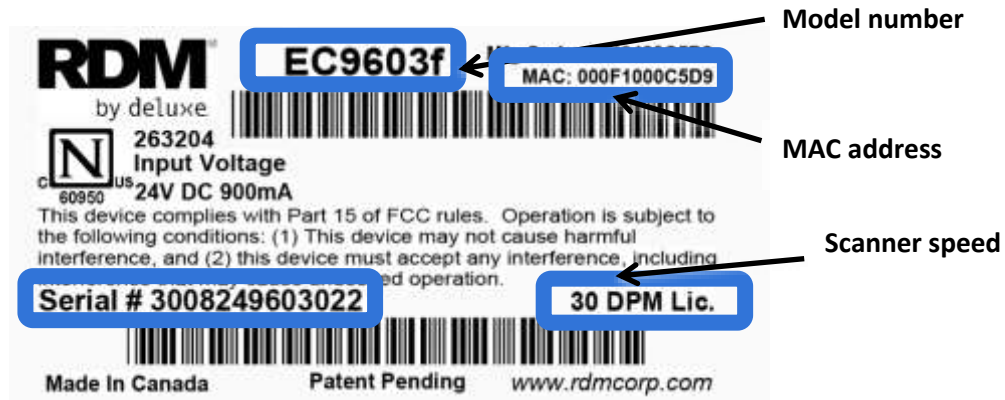 Model number
RDM
EC9603f
MAC: 000F1000C5D9
by deluxe
MAC address
N
C US
60950
263204
Input Voltage
24V DC 900mA
This device complies with Part 15 of FCC rules. Operation is subject to
the following conditions: (1) This device may not cause harmful
interference, and (2) this device must accept any interference, including
Scanner speed
ed operation.
Serial # 3008249603022
30 DPM Lic.
Made In Canada
Patent Pending
www.rdmcorp.com